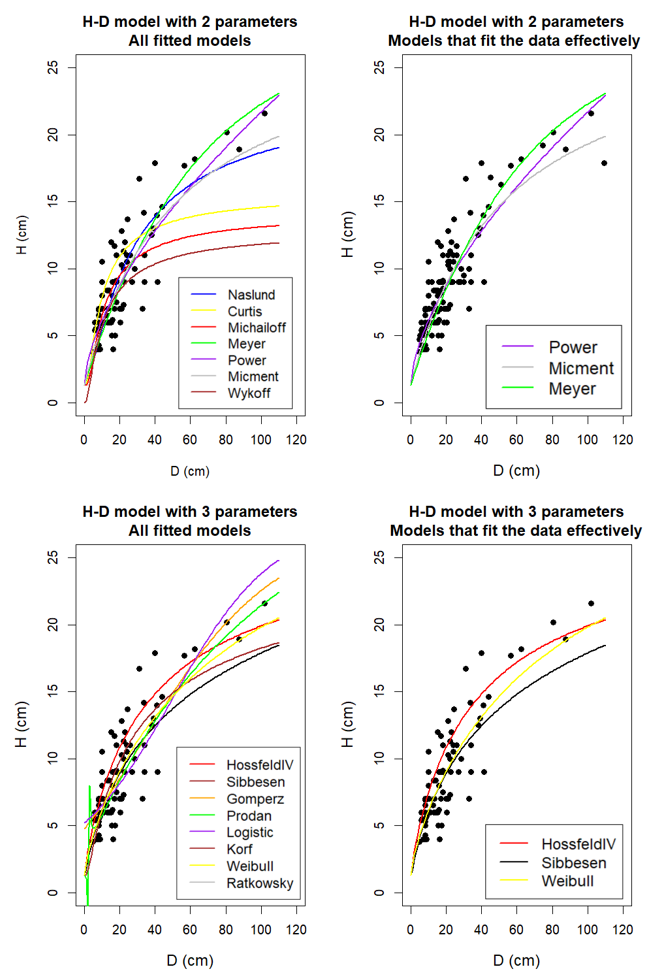 H-D model with 2 parameters
All fitted models
H (cm)
25
20
15
10
5
0
Naslund
Curtis
Michailoff
Meyer
Power
Micment
Wykoff
0 20 40 60 80 100 120
D (cm)
H-D model with 2 parameters
Models that fit the data effectively
H (cm)
25
20
15
10
5
0
Power
Micment
Meyer
0 20 40 60 80 100 120
D (cm)
H-D model with 3 parameters
All fitted models
H (cm)
25
20
15
10
5
0
HossfeldIV
Sibbesen
Gomperz
Prodan
Logistic
Korf
Weibull
Ratkowsky
0 20 40 60 80 100 120
D (cm)
H-D model with 3 parameters
Models that fit the data effectively
H (cm)
25
20
15
10
5
0
HossfeldIV
Sibbesen
Weibull
0 20 40 60 80 100 120
D (cm)